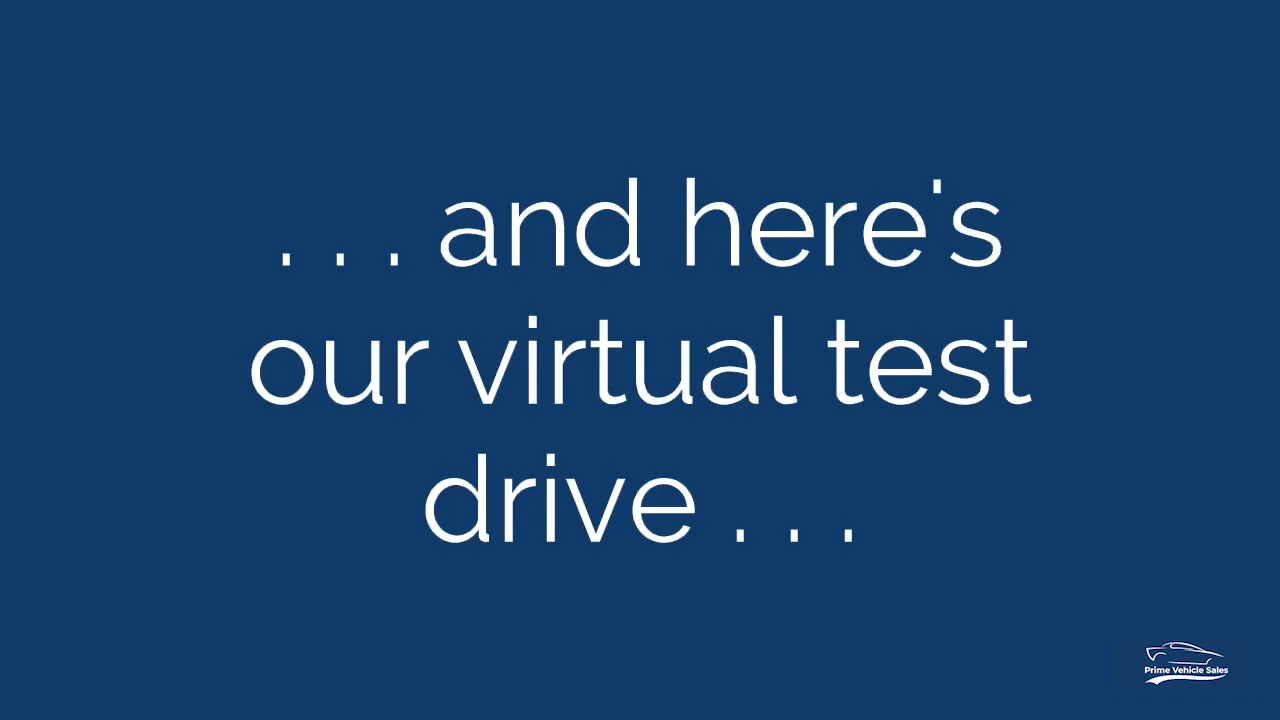 . . . and here's
our virtual test
drive . . .
Prime Vehicle Sales